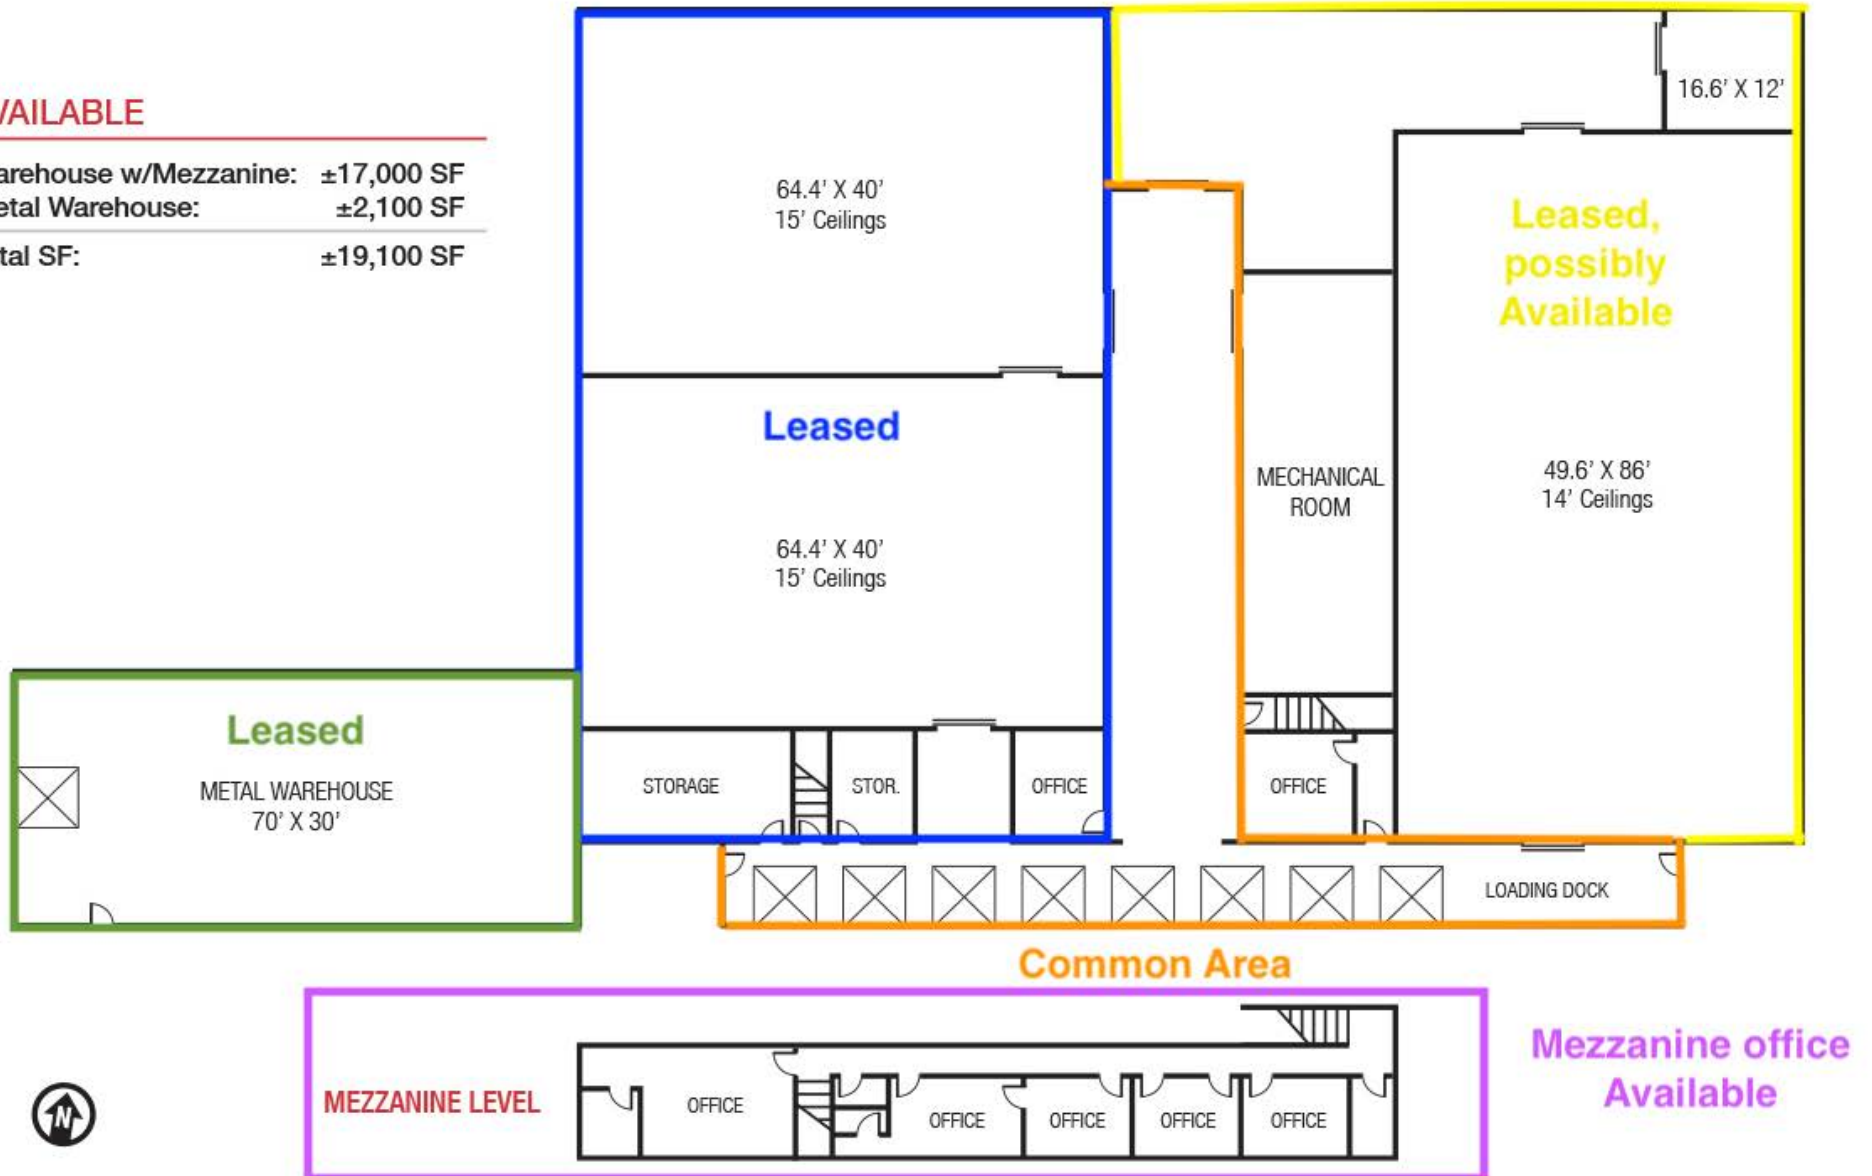 VAILABLE
arehouse w/Mezzanine: ±17,000 SF
etal Warehouse: ±2,100 SF
tal SF: ±19,100 SF
64.4' X 40'
15' Ceilings
16.6' X 12'
Leased,
possibly
Available
Leased
MECHANICAL
ROOM
49.6' X 86'
14' Ceilings
64.4' X 40'
15' Ceilings
Leased
METAL WAREHOUSE
70' X 30'
STORAGE
STOR.
OFFICE
OFFICE
LOADING DOCK
Common Area
MEZZANINE LEVEL
OFFICE
OFFICE
OFFICE
OFFICE
OFFICE
Mezzanine office
Available
N